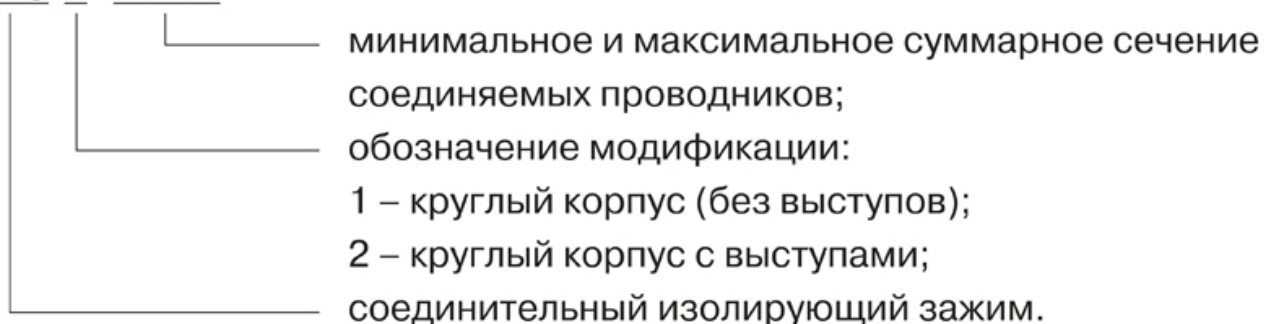 минимальное и максимальное суммарное сечение
соединяемых проводников;
обозначение модификации:
1 – круглый корпус (без выступов);
2 – круглый корпус с выступами;
соединительный изолирующий зажим.